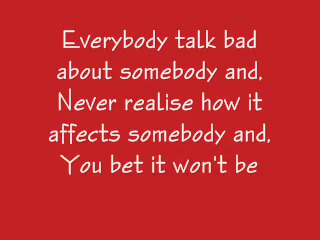 Everybody talk bad
about somebody and,
Never realise how it
affects somebody and,
You bet it won't be